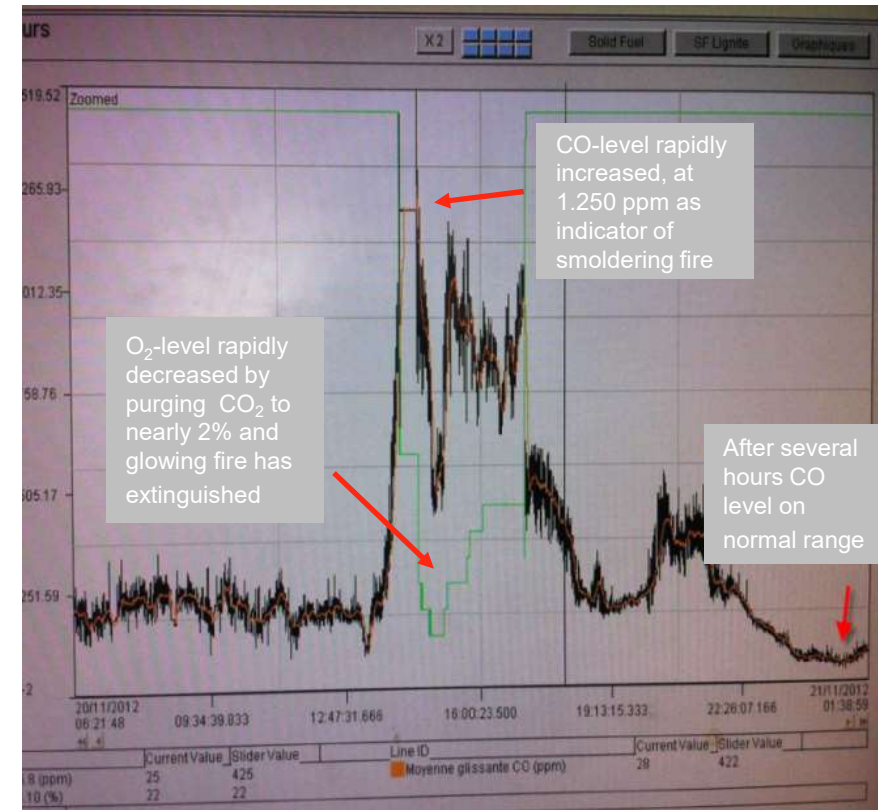 urs
X2
Solid Fuel
SF Lignite
Graphiques
519.52
Zoomed
265.93
012.35
58.76
505.17
251.59
-2
CO-level rapidly
increased, at
1.250 ppm as
indicator of
smoldering fire
O₂-level rapidly
decreased by
purging CO₂ to
nearly 2% and
glowing fire has
extinguished
After several
hours CO
level on
normal range
20/11/2012
06:21:48
09:34:39.833
12:47:31.666
16:00:23.500
19:13:15.333
22:26:07.166
21/11/2012
01:38:59
Current Value Slider Value Line ID Current Value Slider Value
8 (ppm) 25 425 Moyenne glissante CO (ppm) 28 422
.10 (%) 22 22